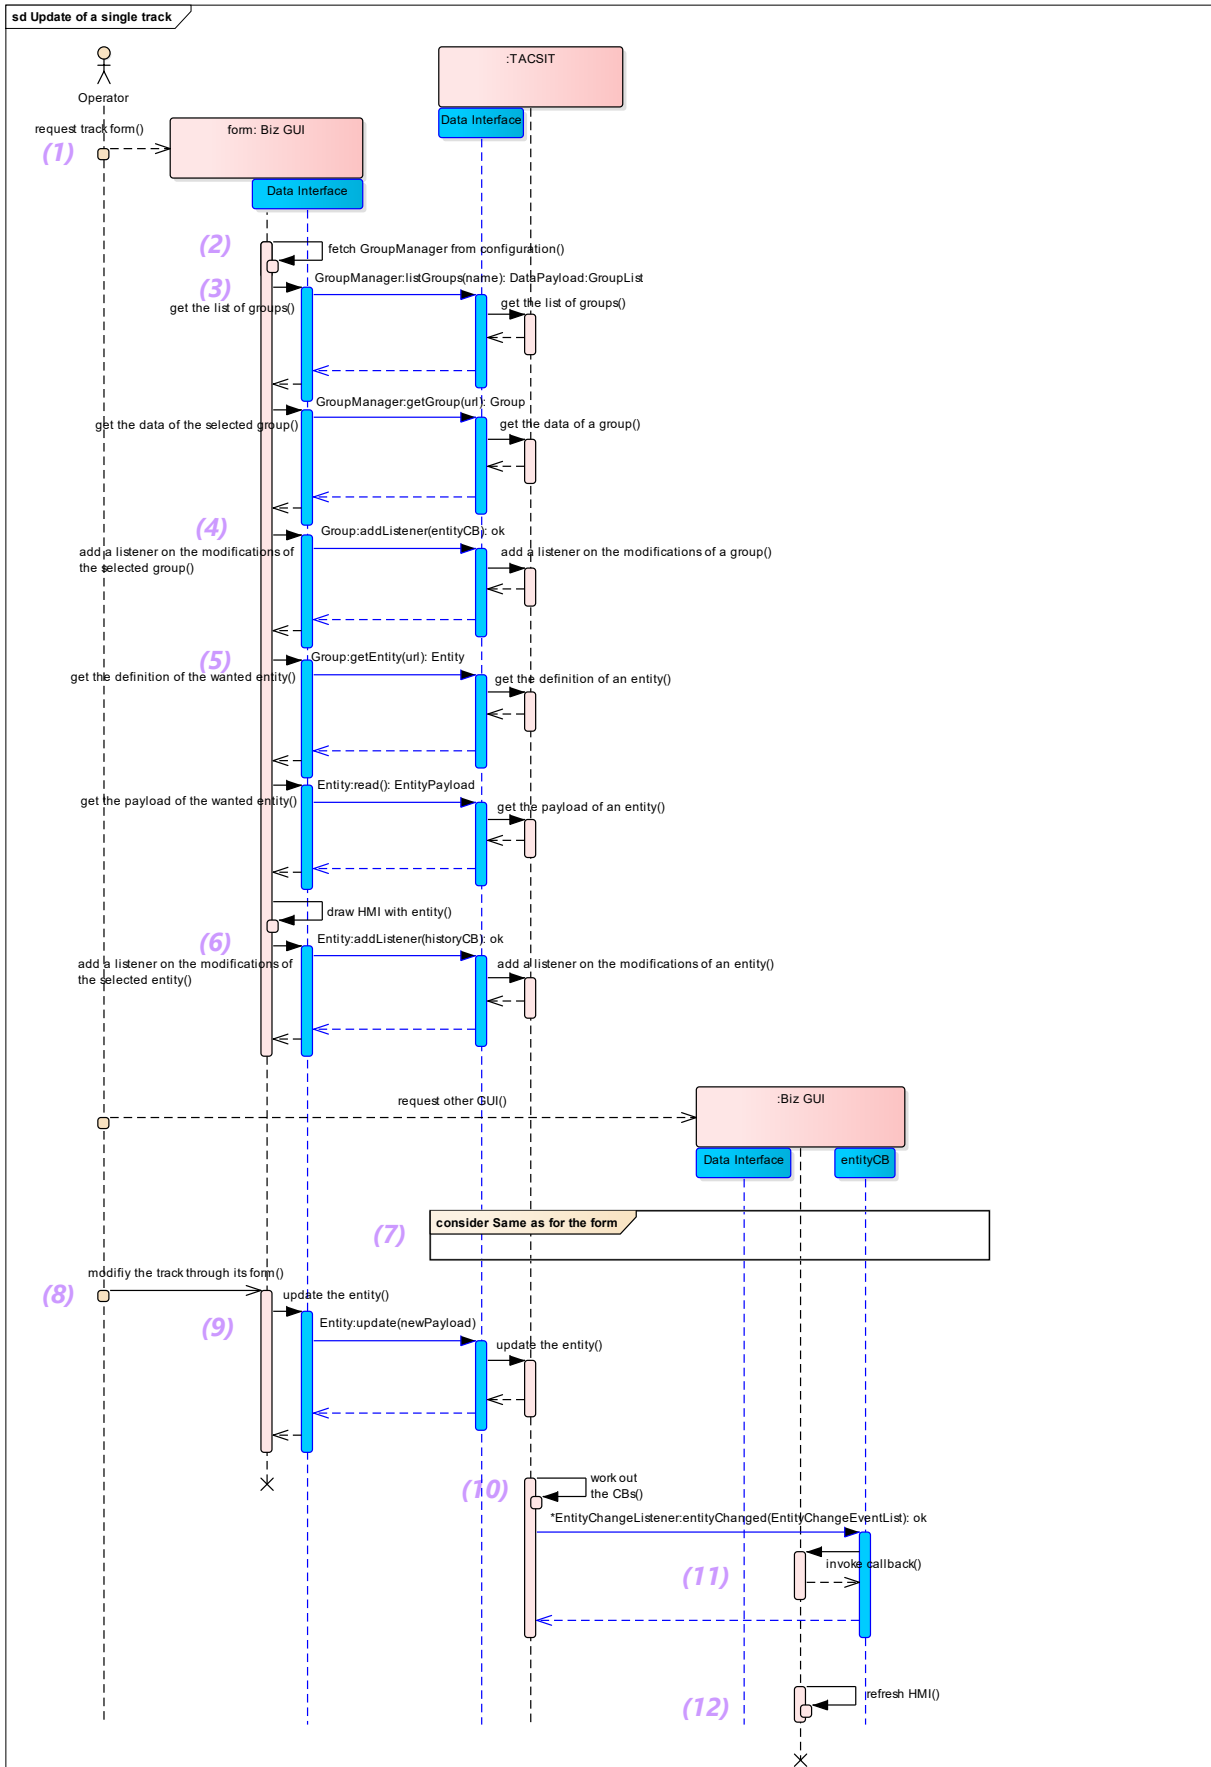 sd Update of a single track
:TACSIT
Operator
Data Interface
request track form()
form: Biz GUI
(1)
Data Interface
(2)
fetch GroupManager from configuration()
(3)
GroupManager:listGroups(name): DataPayload:GroupList
get the list of groups()
get the list of groups()
GroupManager:getGroup(url): Group
get the data of the selected group()
get the data of a group()
(4)
Group:addListener(entityCB): ok
add a listener on the modifications of
the selected group()
add a listener on the modifications of a group()
(5)
Group:getEntity(url): Entity
get the definition of the wanted entity()
get the definition of an entity()
Entity:read(): EntityPayload
get the payload of the wanted entity()
get the payload of an entity()
draw HMI with entity()
(6)
Entity:addListener(historyCB): ok
add a listener on the modifications of
the selected entity()
add a listener on the modifications of an entity()
request other GUI()
:Biz GUI
Data Interface
entityCB
consider Same as for the form
(7)
modifiy the track through its form()
(8)
update the entity()
(9)
Entity:update(newPayload)
update the entity()
(10)
work out
the CBs()
*EntityChangeListener:entityChanged(EntityChangeEventList): ok
invoke callback()
(11)
refresh HMI()
(12)